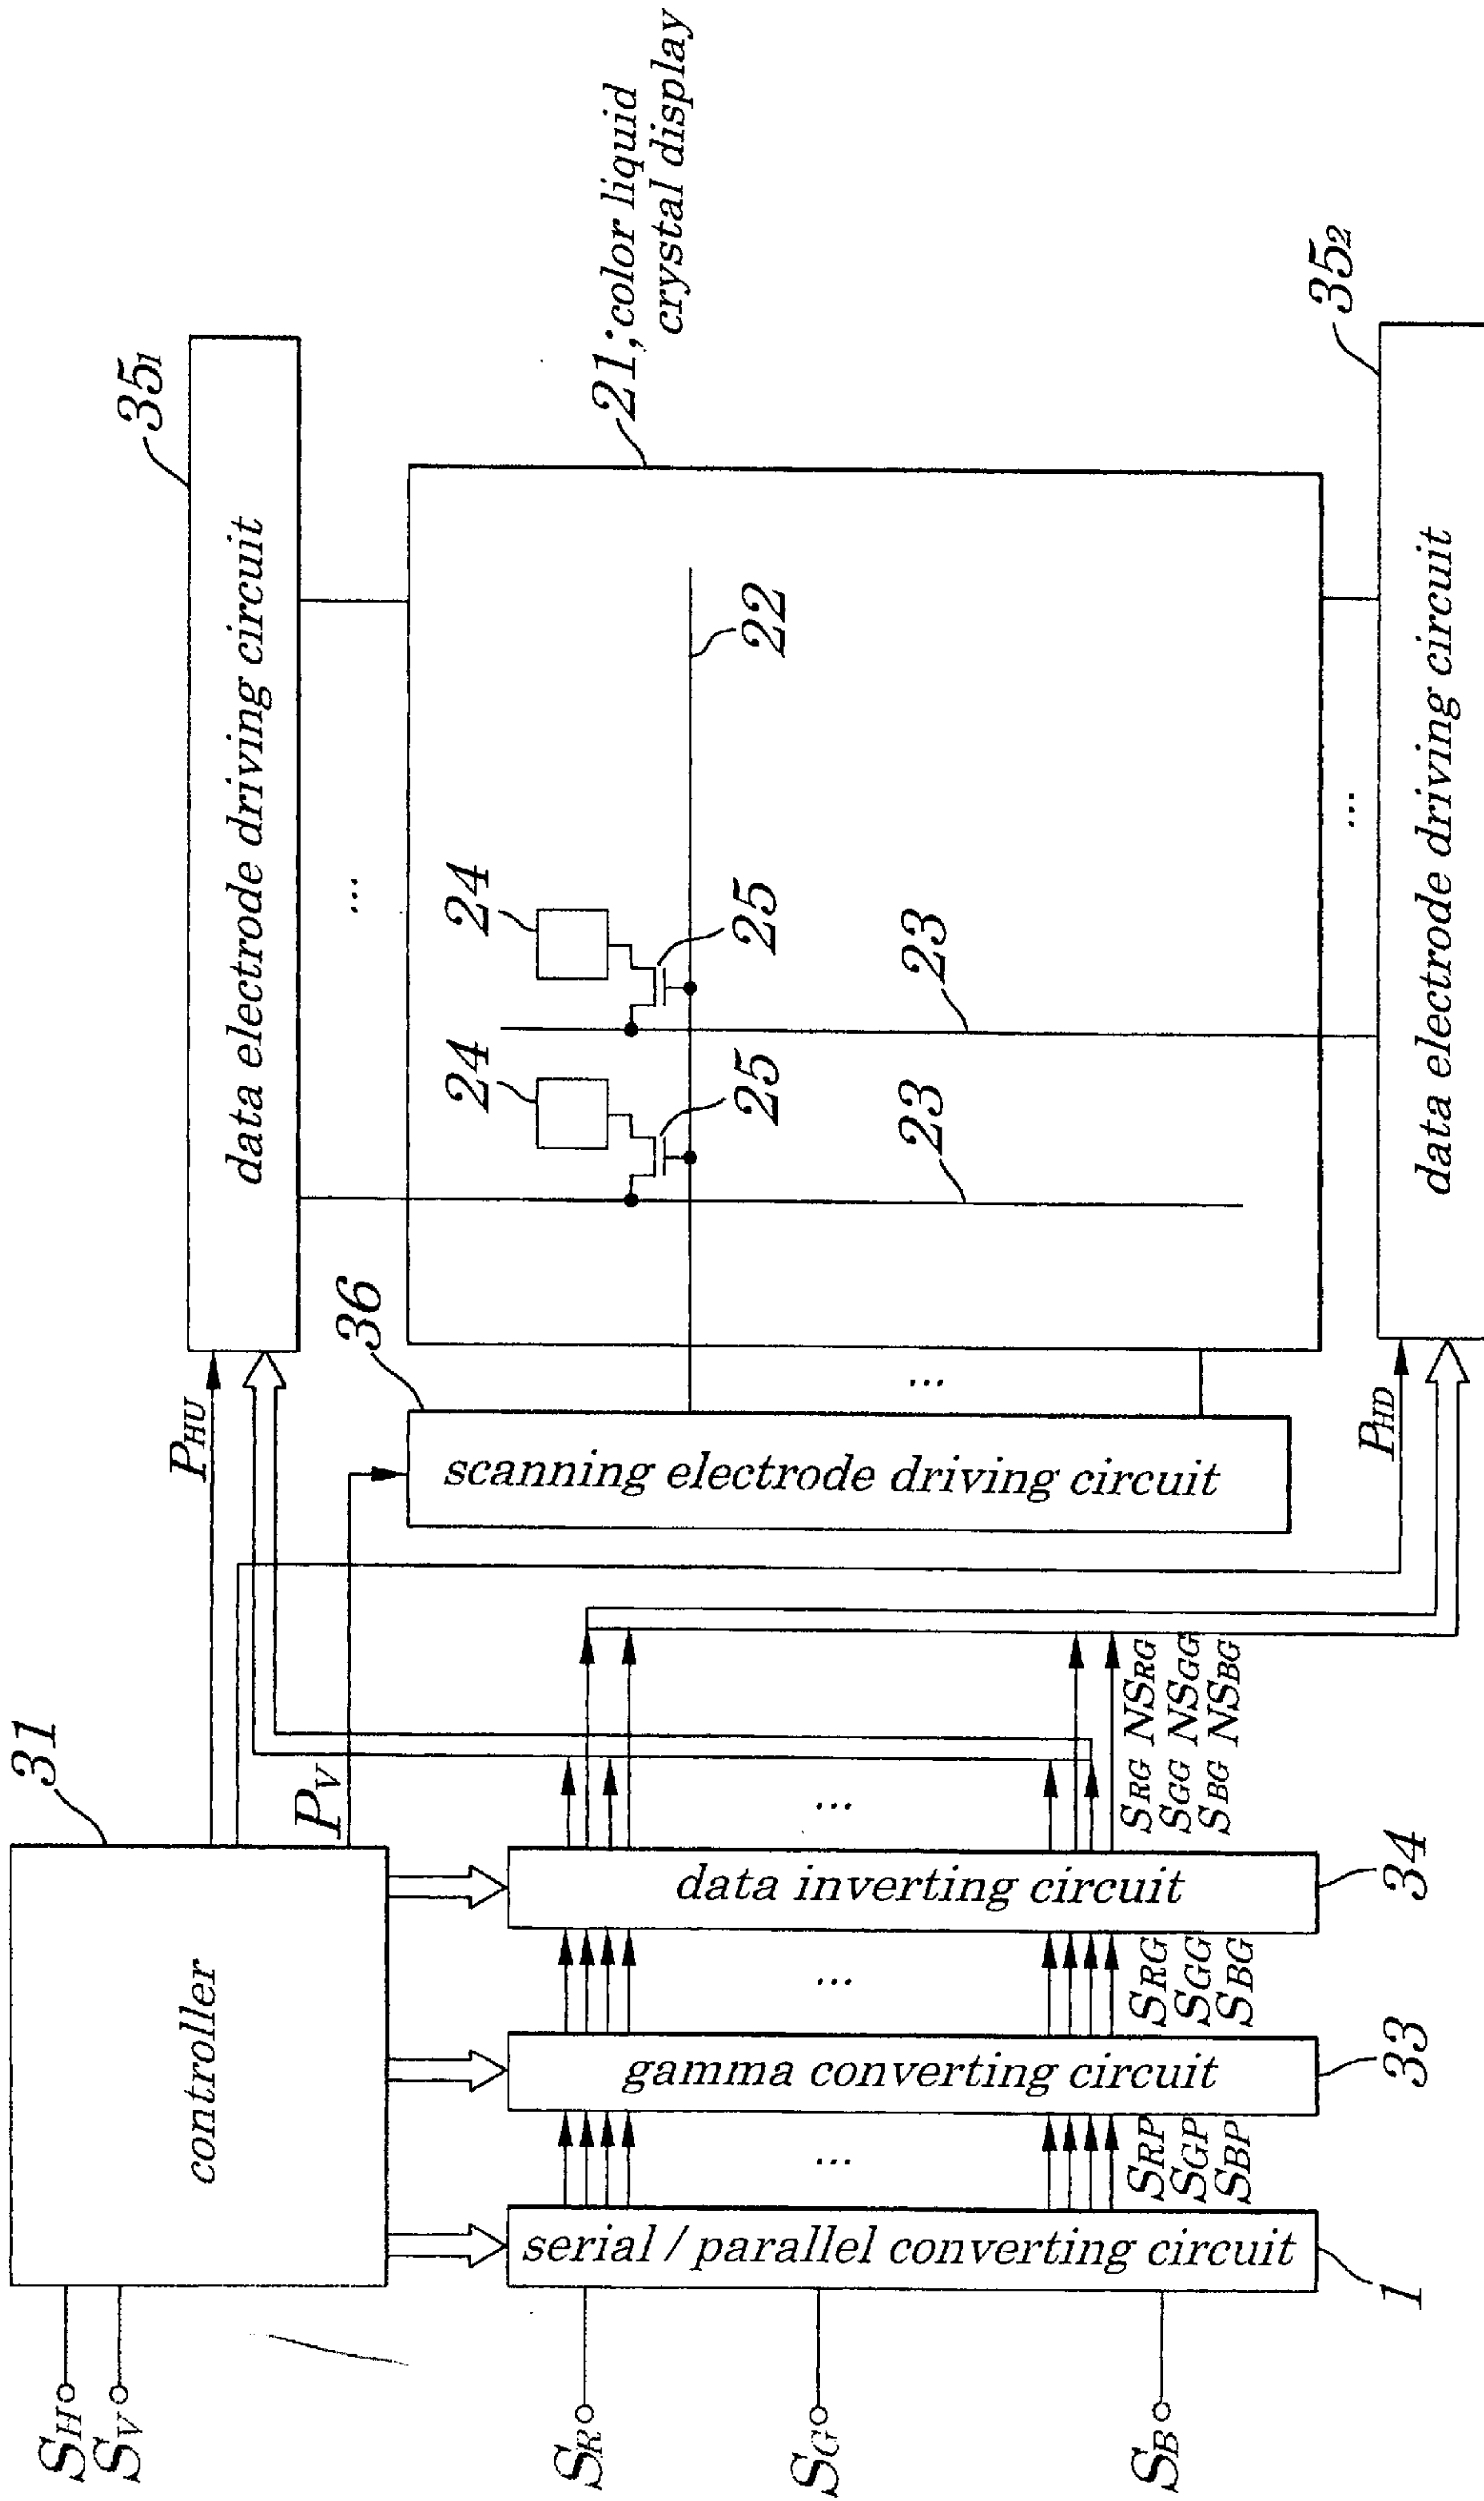 S_H
S_V
S_R
S_G
S_B
controller
31
serial / parallel converting circuit
1
S_RP
S_GP
S_BP
...
gamma converting circuit
33
S_RG
S_GG
S_BG
...
data inverting circuit
34
S_RG NS_RG
S_GG NS_GG
S_BG NS_BG
...
P_V
P_HU
P_HD
scanning electrode driving circuit
36
...
data electrode driving circuit
35_1
...
24
24
25
25
22
23
23
21; color liquid
crystal display
...
data electrode driving circuit
35_2